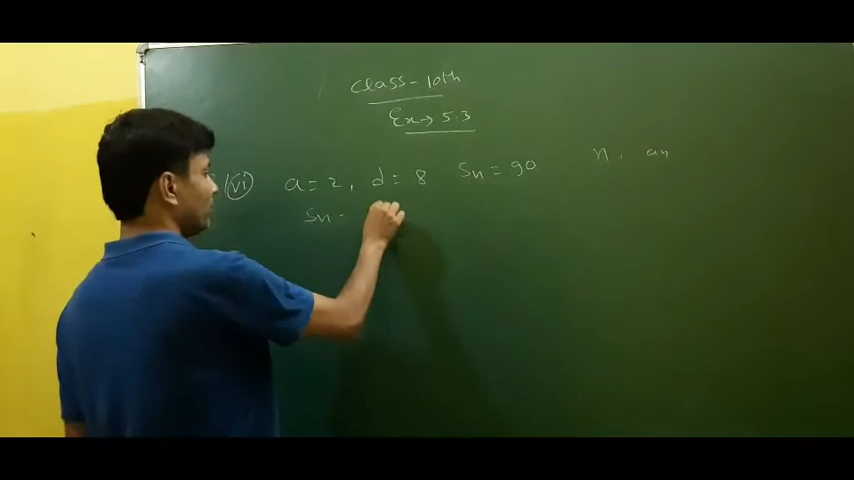 Class - 10th
Ex → 5.3
(vi) a = 2, d = 8 Sn = 90 n, an
Sn =